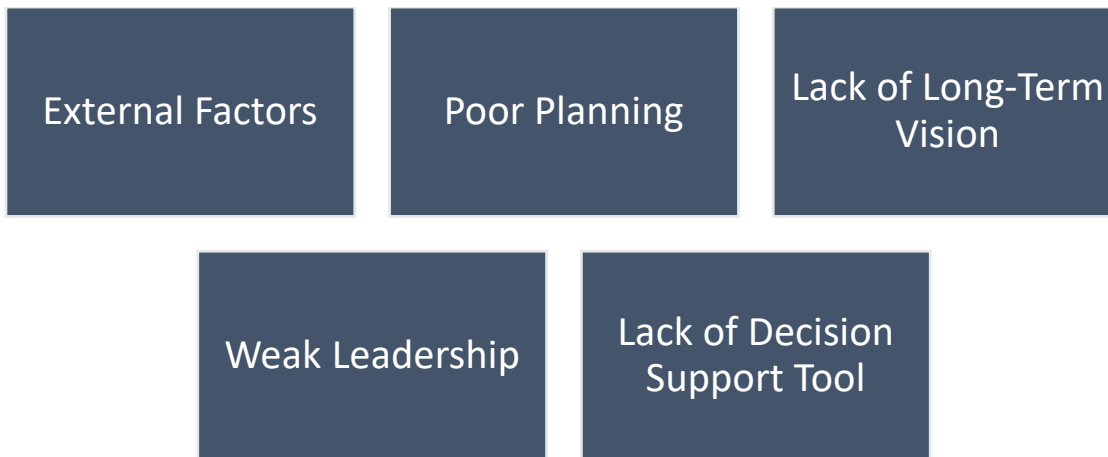 External Factors
Poor Planning
Lack of Long-Term
Vision
Weak Leadership
Lack of Decision
Support Tool